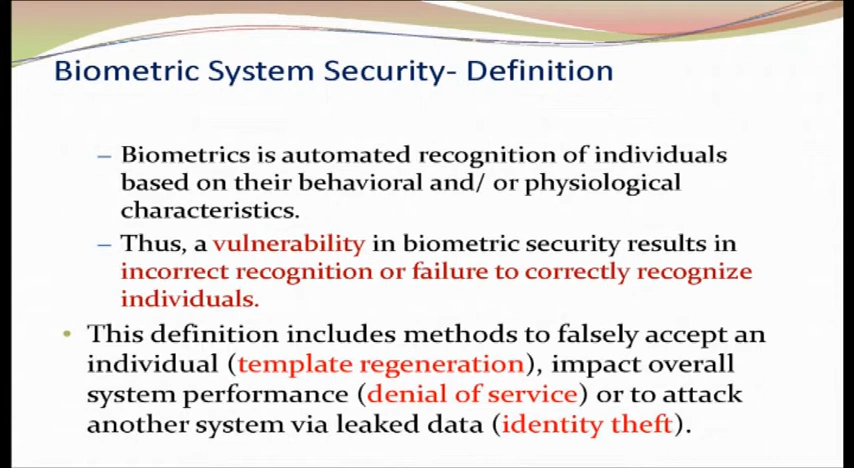 Biometric System Security- Definition
– Biometrics is automated recognition of individuals
based on their behavioral and/ or physiological
characteristics.
– Thus, a vulnerability in biometric security results in
incorrect recognition or failure to correctly recognize
individuals.
• This definition includes methods to falsely accept an
individual (template regeneration), impact overall
system performance (denial of service) or to attack
another system via leaked data (identity theft).